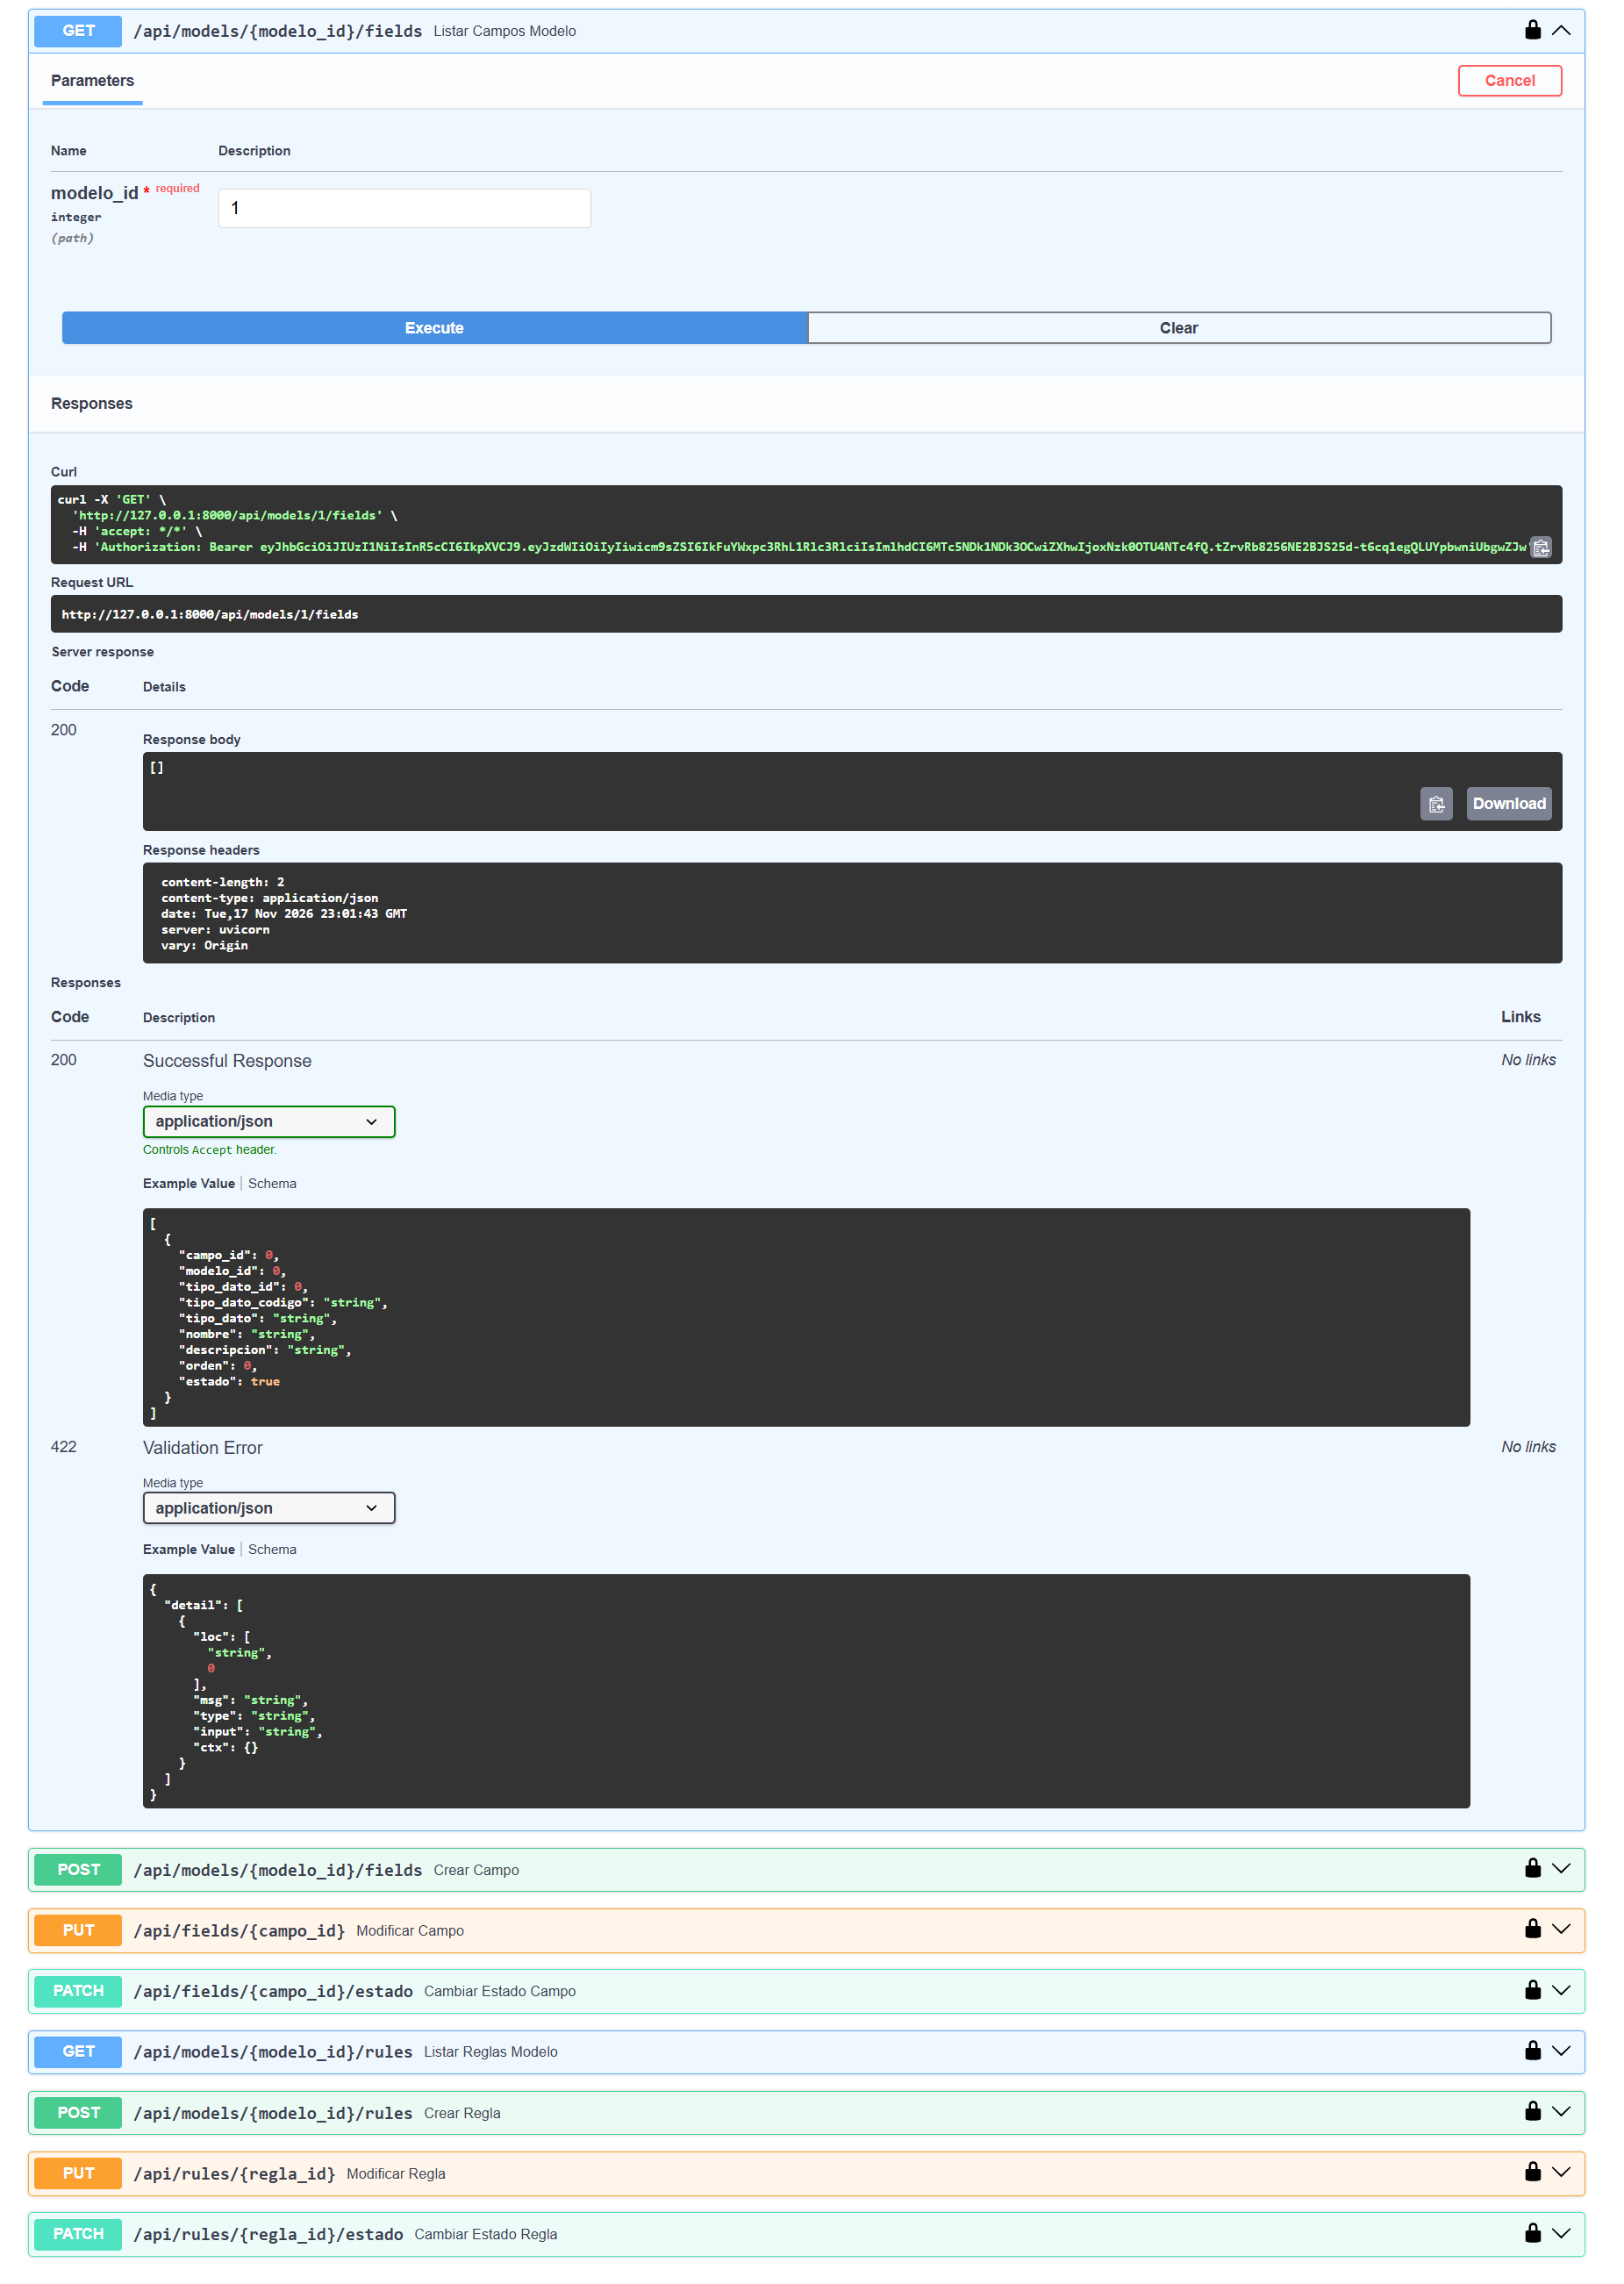 GET /api/models/{modelo_id}/fields Listar Campos Modelo
Parameters
Cancel
Name Description
modelo_id * required
integer
(path)
1
Execute Clear
Responses
Curl
curl -X 'GET' \
'http://127.0.0.1:8000/api/models/1/fields' \
-H 'accept: */*' \
-H 'Authorization: Bearer eyJhbGciOiJIUzI1NiIsInR5cCI6IkpXVCJ9.eyJzdWIiOiIyIiwicm9sZSI6IkFuYWxpc3RhL1Rlc3RlciIsImlhdCI6MTc5NDk1NDk3OCwiZXhwIjoxNzk0OTU4NTc4fQ.tZrvRb8256NE2BJS25d-t6cq1egQLUYpbwniUbgwZJw
Request URL
http://127.0.0.1:8000/api/models/1/fields
Server response
Code Details
200
Response body
[]
Download
Response headers
content-length: 2
content-type: application/json
date: Tue,17 Nov 2026 23:01:43 GMT
server: uvicorn
vary: Origin
Responses
Code Description Links
200 Successful Response No links
Media type
application/json
Controls Accept header.
Example Value | Schema
[
{
"campo_id": 0,
"modelo_id": 0,
"tipo_dato_id": 0,
"tipo_dato_codigo": "string",
"tipo_dato": "string",
"nombre": "string",
"descripcion": "string",
"orden": 0,
"estado": true
}
]
422 Validation Error No links
Media type
application/json
Example Value | Schema
{
"detail": [
{
"loc": [
"string",
0
],
"msg": "string",
"type": "string",
"input": "string",
"ctx": {}
}
]
}
POST /api/models/{modelo_id}/fields Crear Campo
PUT /api/fields/{campo_id} Modificar Campo
PATCH /api/fields/{campo_id}/estado Cambiar Estado Campo
GET /api/models/{modelo_id}/rules Listar Reglas Modelo
POST /api/models/{modelo_id}/rules Crear Regla
PUT /api/rules/{regla_id} Modificar Regla
PATCH /api/rules/{regla_id}/estado Cambiar Estado Regla